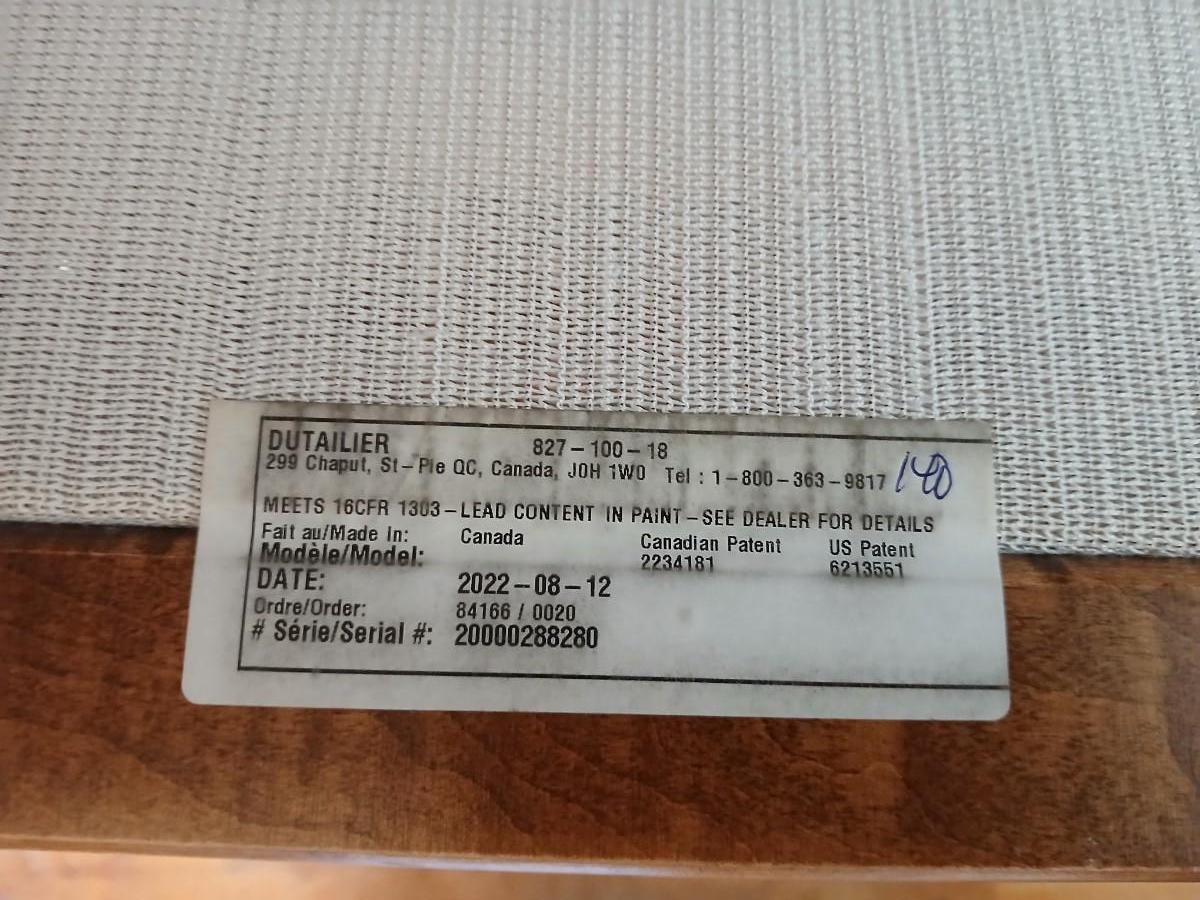 DUTAILIER 827-100-18
299 Chaput, St-Pie QC, Canada, J0H 1W0 Tel : 1-800-363-9817 140
MEETS 16CFR 1303-LEAD CONTENT IN PAINT-SEE DEALER FOR DETAILS
Fait au/Made In: Canada Canadian Patent US Patent
Modèle/Model: 2234181 6213551
DATE: 2022-08-12
Ordre/Order: 84166 / 0020
# Série/Serial #: 20000288280